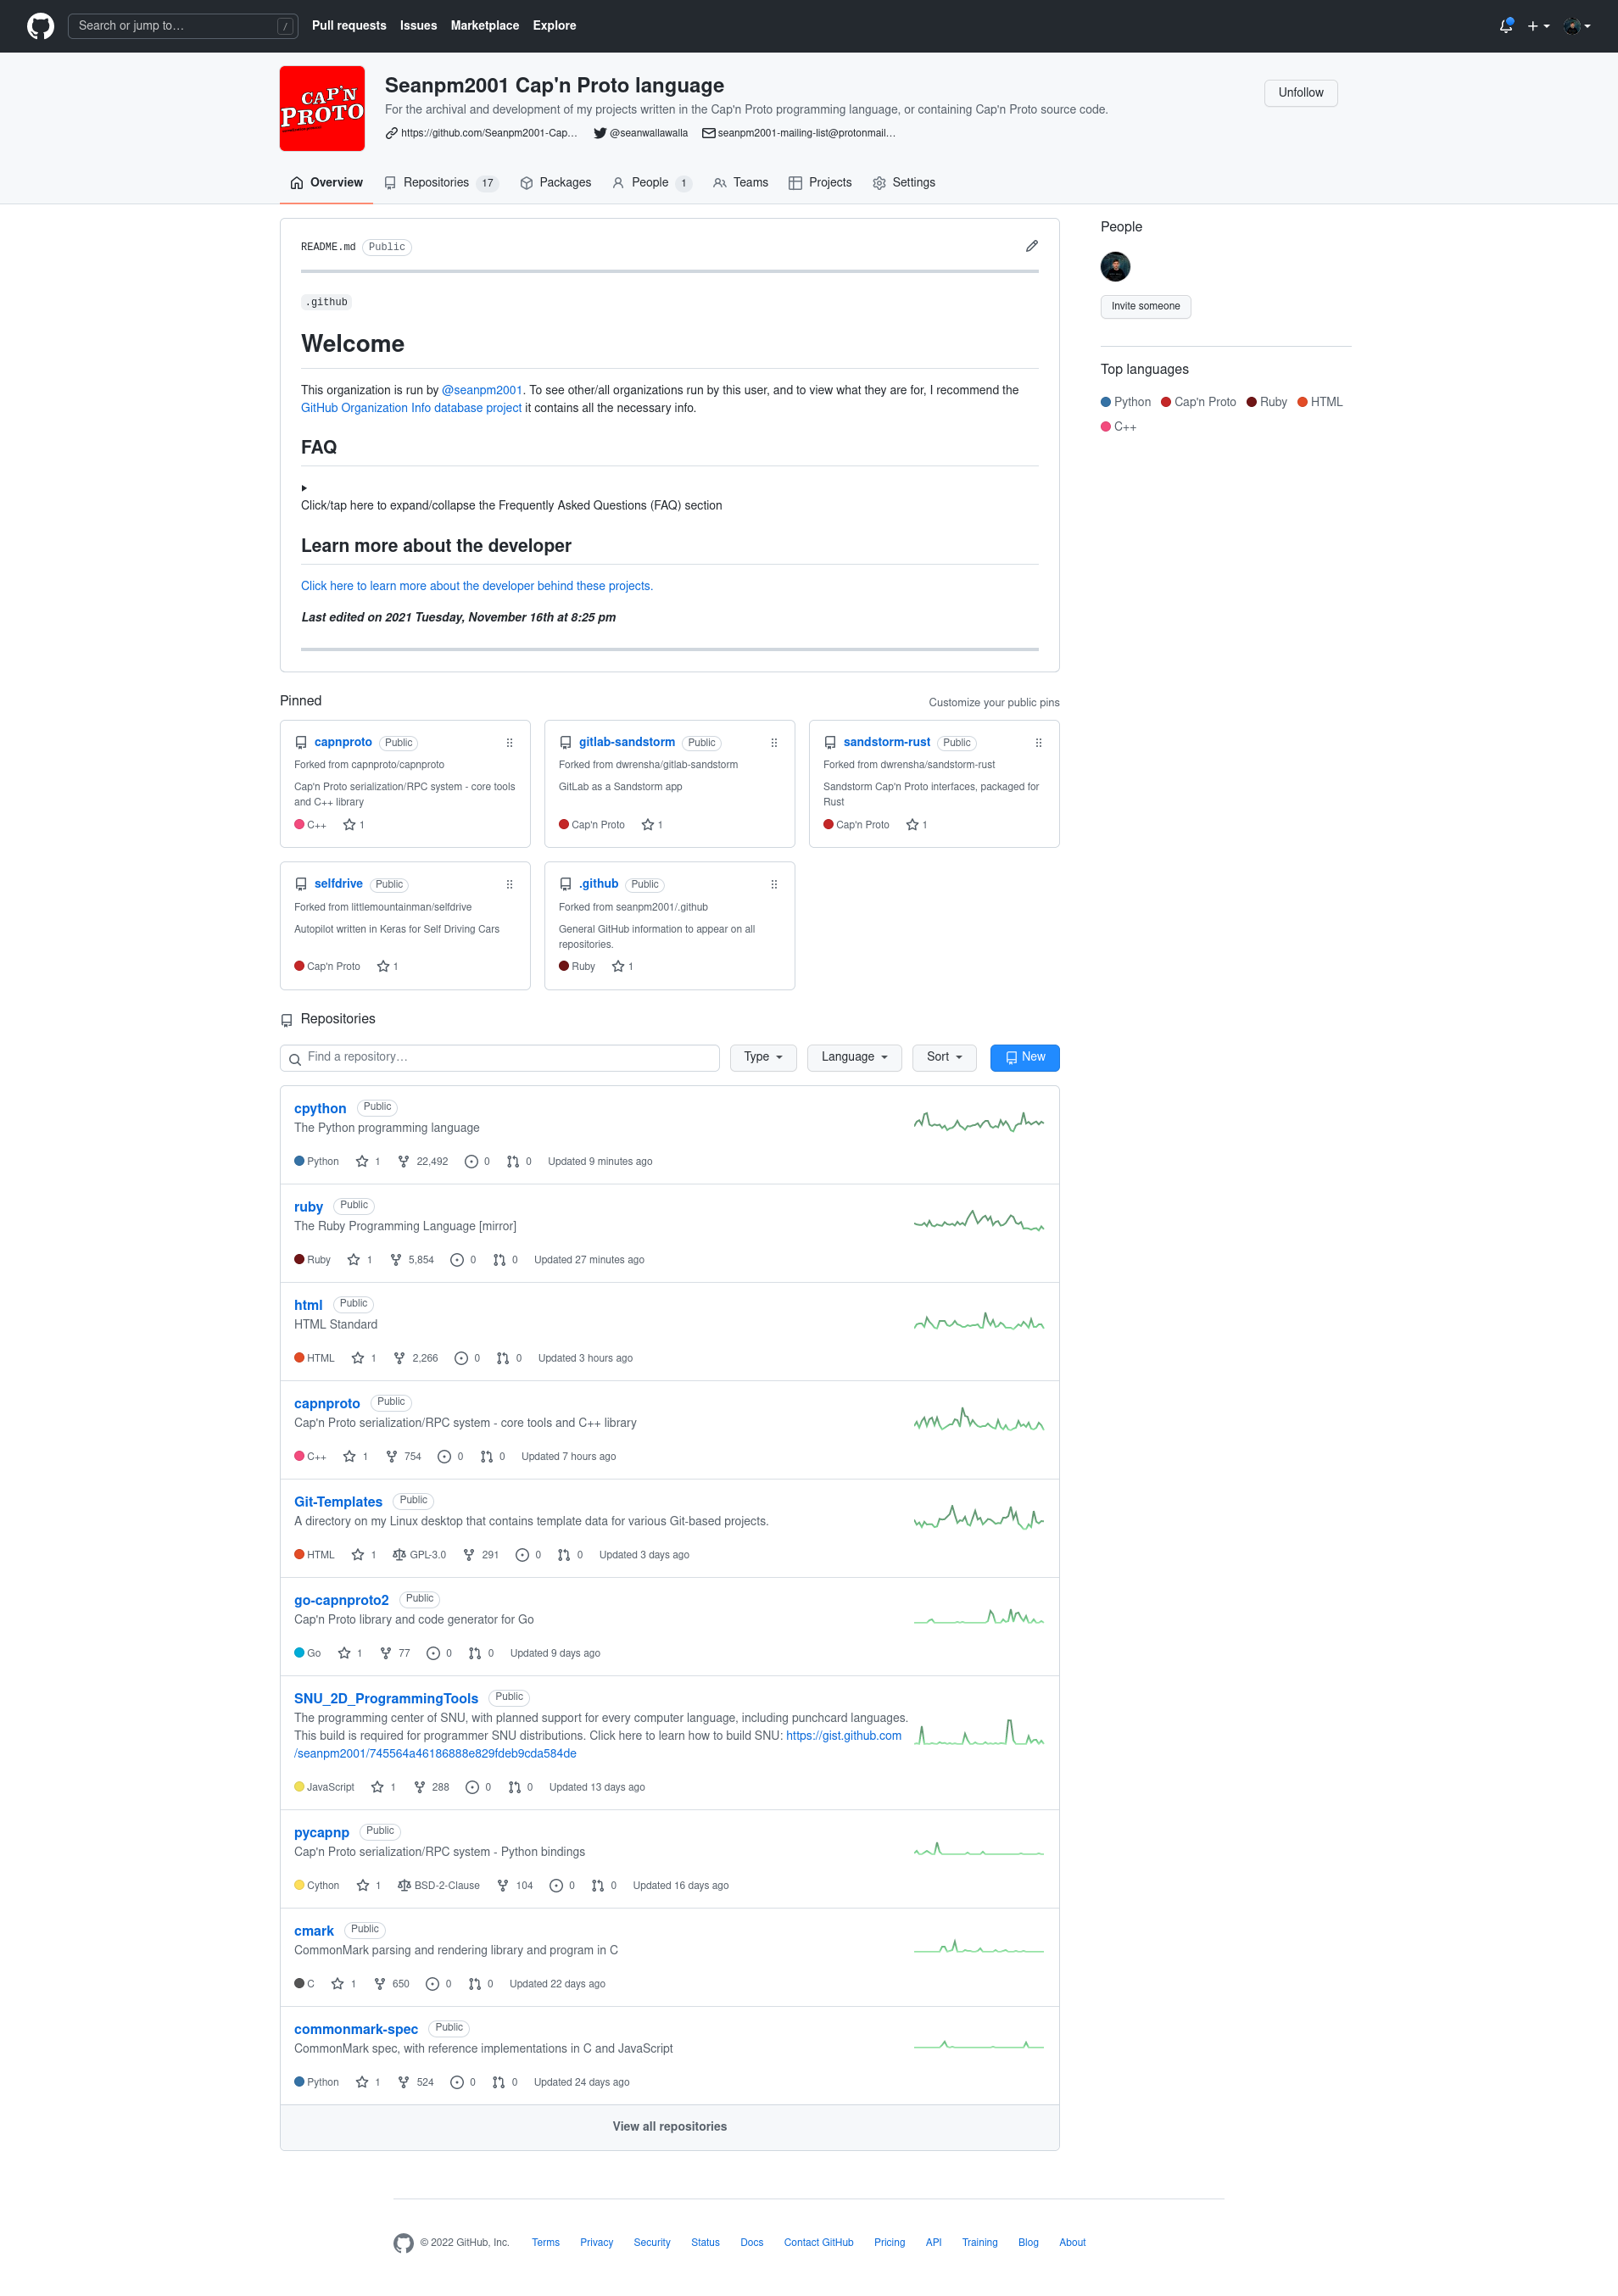 Search or jump to…
/
Pull requests
Issues
Marketplace
Explore
CAP'N
PROTO
Seanpm2001 Cap'n Proto language
For the archival and development of my projects written in the Cap'n Proto programming language, or containing Cap'n Proto source code.
https://github.com/Seanpm2001-Cap…
@seanwallawalla
seanpm2001-mailing-list@protonmail…
Unfollow
Overview
Repositories 17
Packages
People 1
Teams
Projects
Settings
README.md Public
.github
Welcome
This organization is run by @seanpm2001. To see other/all organizations run by this user, and to view what they are for, I recommend the
GitHub Organization Info database project it contains all the necessary info.
FAQ
Click/tap here to expand/collapse the Frequently Asked Questions (FAQ) section
Learn more about the developer
Click here to learn more about the developer behind these projects.
Last edited on 2021 Tuesday, November 16th at 8:25 pm
People
Invite someone
Top languages
Python Cap'n Proto Ruby HTML
C++
Pinned
Customize your public pins
capnproto Public
Forked from capnproto/capnproto
Cap'n Proto serialization/RPC system - core tools
and C++ library
C++ 1
gitlab-sandstorm Public
Forked from dwrensha/gitlab-sandstorm
GitLab as a Sandstorm app
Cap'n Proto 1
sandstorm-rust Public
Forked from dwrensha/sandstorm-rust
Sandstorm Cap'n Proto interfaces, packaged for
Rust
Cap'n Proto 1
selfdrive Public
Forked from littlemountainman/selfdrive
Autopilot written in Keras for Self Driving Cars
Cap'n Proto 1
.github Public
Forked from seanpm2001/.github
General GitHub information to appear on all
repositories.
Ruby 1
Repositories
Find a repository…
Type
Language
Sort
New
cpython Public
The Python programming language
Python 1 22,492 0 0 Updated 9 minutes ago
ruby Public
The Ruby Programming Language [mirror]
Ruby 1 5,854 0 0 Updated 27 minutes ago
html Public
HTML Standard
HTML 1 2,266 0 0 Updated 3 hours ago
capnproto Public
Cap'n Proto serialization/RPC system - core tools and C++ library
C++ 1 754 0 0 Updated 7 hours ago
Git-Templates Public
A directory on my Linux desktop that contains template data for various Git-based projects.
HTML 1 GPL-3.0 291 0 0 Updated 3 days ago
go-capnproto2 Public
Cap'n Proto library and code generator for Go
Go 1 77 0 0 Updated 9 days ago
SNU_2D_ProgrammingTools Public
The programming center of SNU, with planned support for every computer language, including punchcard languages.
This build is required for programmer SNU distributions. Click here to learn how to build SNU: https://gist.github.com
/seanpm2001/745564a46186888e829fdeb9cda584de
JavaScript 1 288 0 0 Updated 13 days ago
pycapnp Public
Cap'n Proto serialization/RPC system - Python bindings
Cython 1 BSD-2-Clause 104 0 0 Updated 16 days ago
cmark Public
CommonMark parsing and rendering library and program in C
C 1 650 0 0 Updated 22 days ago
commonmark-spec Public
CommonMark spec, with reference implementations in C and JavaScript
Python 1 524 0 0 Updated 24 days ago
View all repositories
© 2022 GitHub, Inc.
Terms
Privacy
Security
Status
Docs
Contact GitHub
Pricing
API
Training
Blog
About